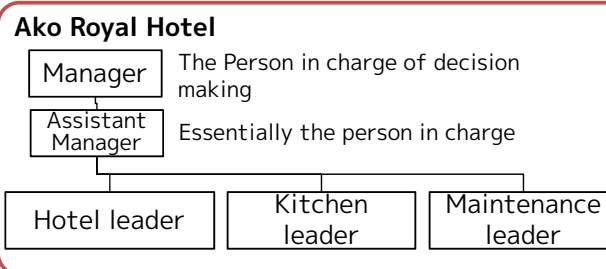 Ako Royal Hotel
Manager
The Person in charge of decision
making
Assistant
Manager
Essentially the person in charge
Hotel leader
Kitchen
leader
Maintenance
leader